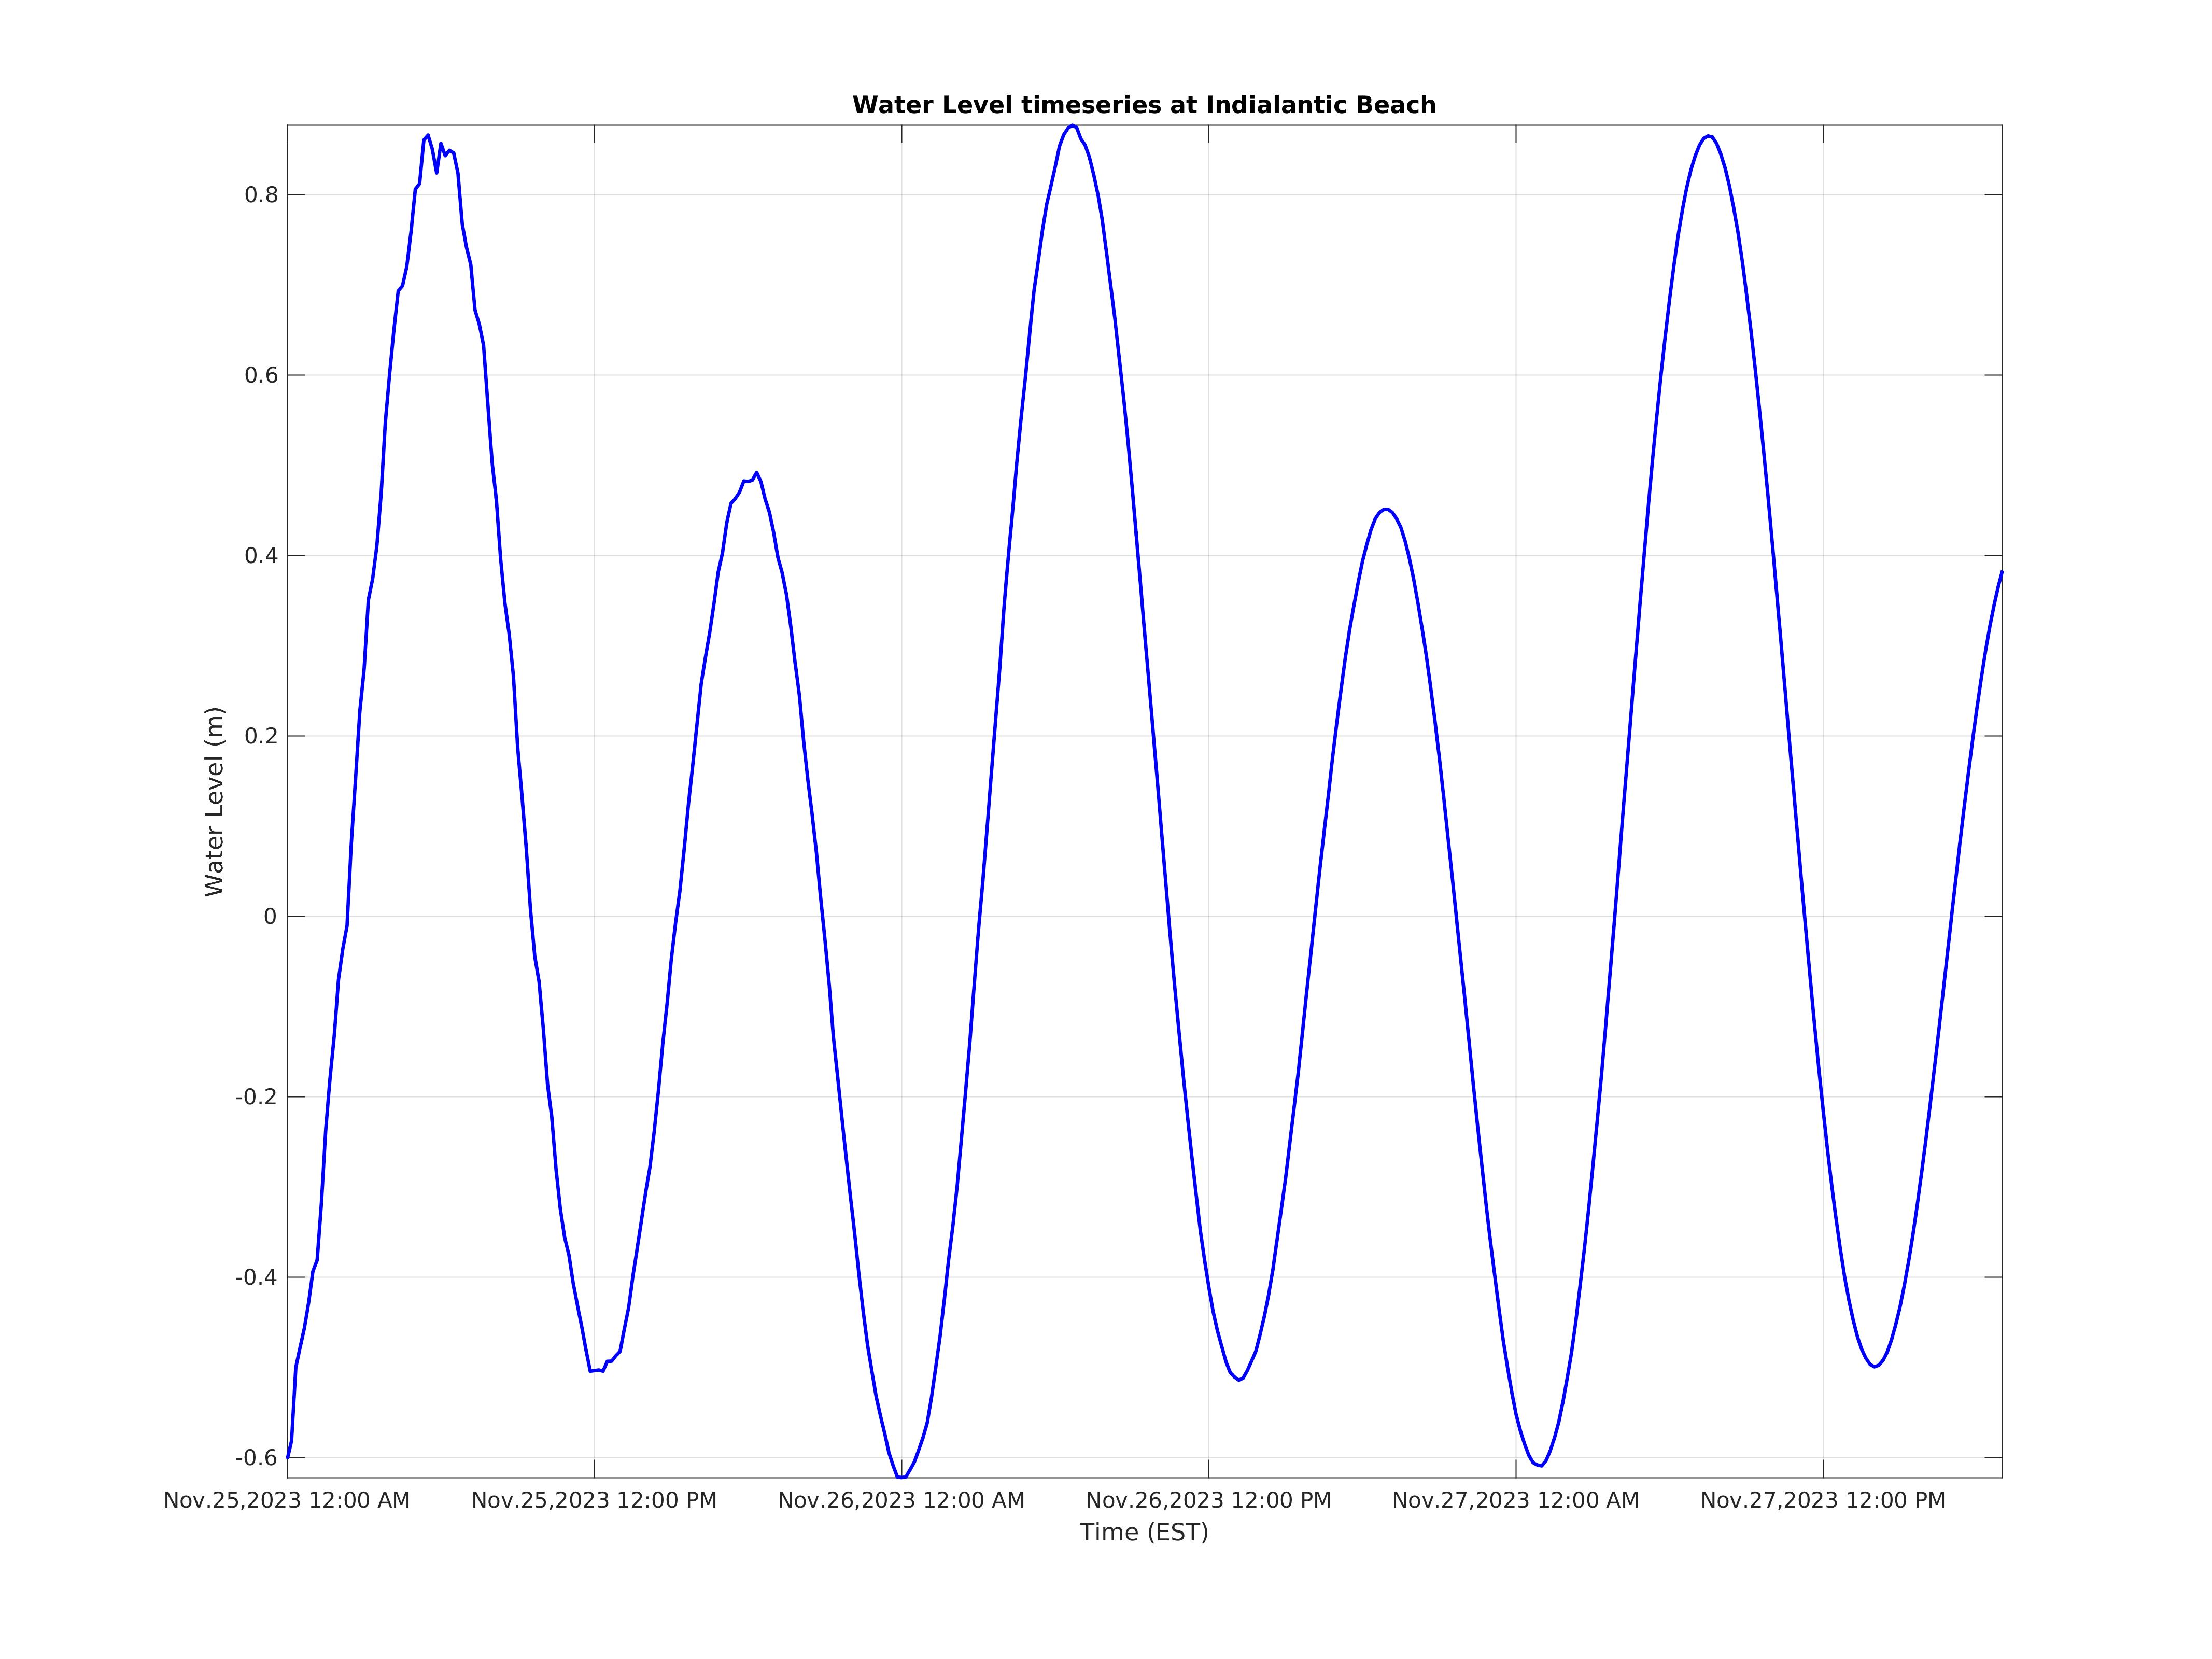 Water Level timeseries at Indialantic Beach
0.8
0.6
0.4
0.2
0
-0.2
-0.4
-0.6
Water Level (m)
Nov.25,2023 12:00 AM
Nov.25,2023 12:00 PM
Nov.26,2023 12:00 AM
Nov.26,2023 12:00 PM
Nov.27,2023 12:00 AM
Nov.27,2023 12:00 PM
Time (EST)